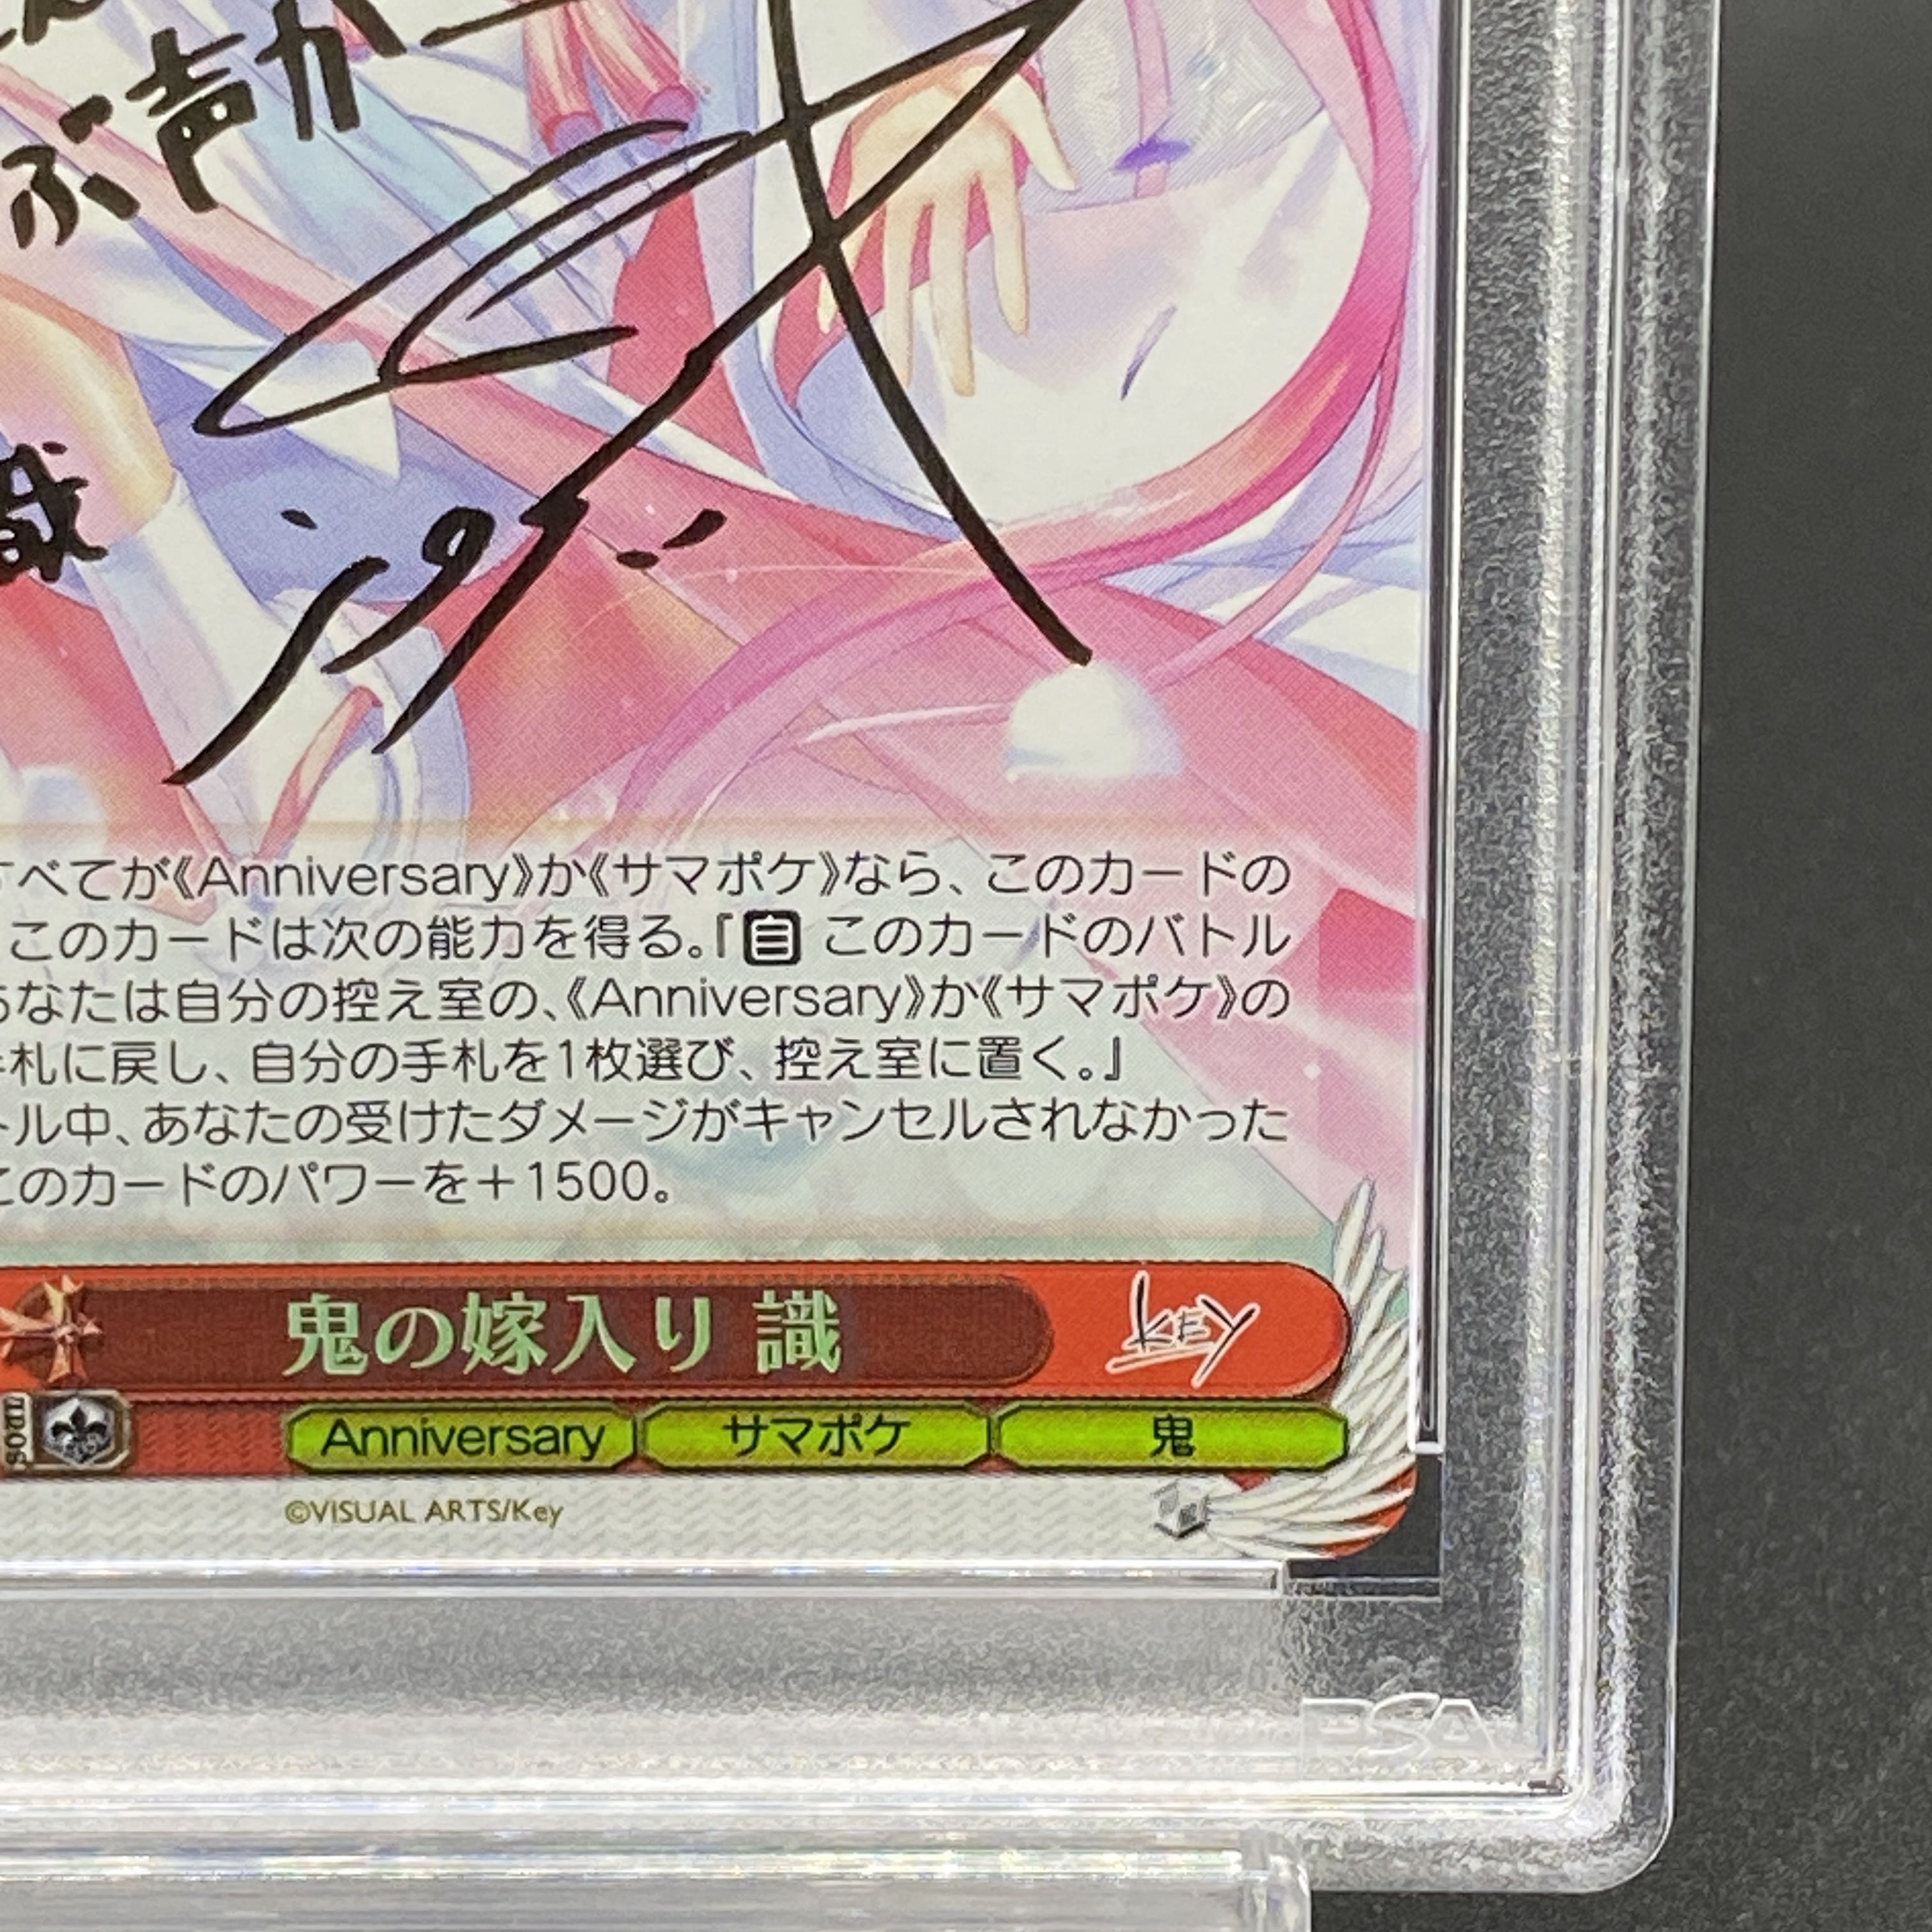 ぶ声が
識
すべてが《Anniversary》か《サマポケ》なら、このカードの
このカードは次の能力を得る。『自 このカードのバトル
あなたは自分の控え室の、《Anniversary》か《サマポケ》の
手札に戻し、自分の手札を1枚選び、控え室に置く。』
トル中、あなたの受けたダメージがキャンセルされなかった
このカードのパワーを＋1500。
鬼の嫁入り 識 KEY
Anniversary サマポケ 鬼
©VISUAL ARTS/Key
PSA